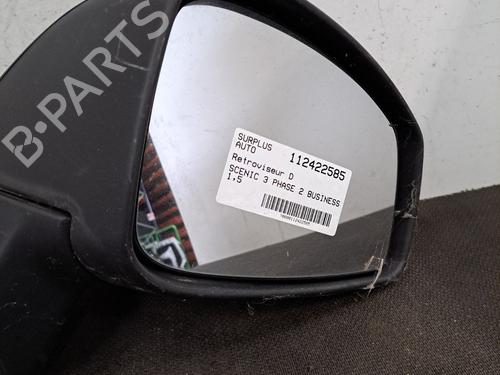 B-PARTS
SURPLUS
AUTO
112422585
Retroviseur D
SCENIC 3 PHASE 2 BUSINESS
1.5